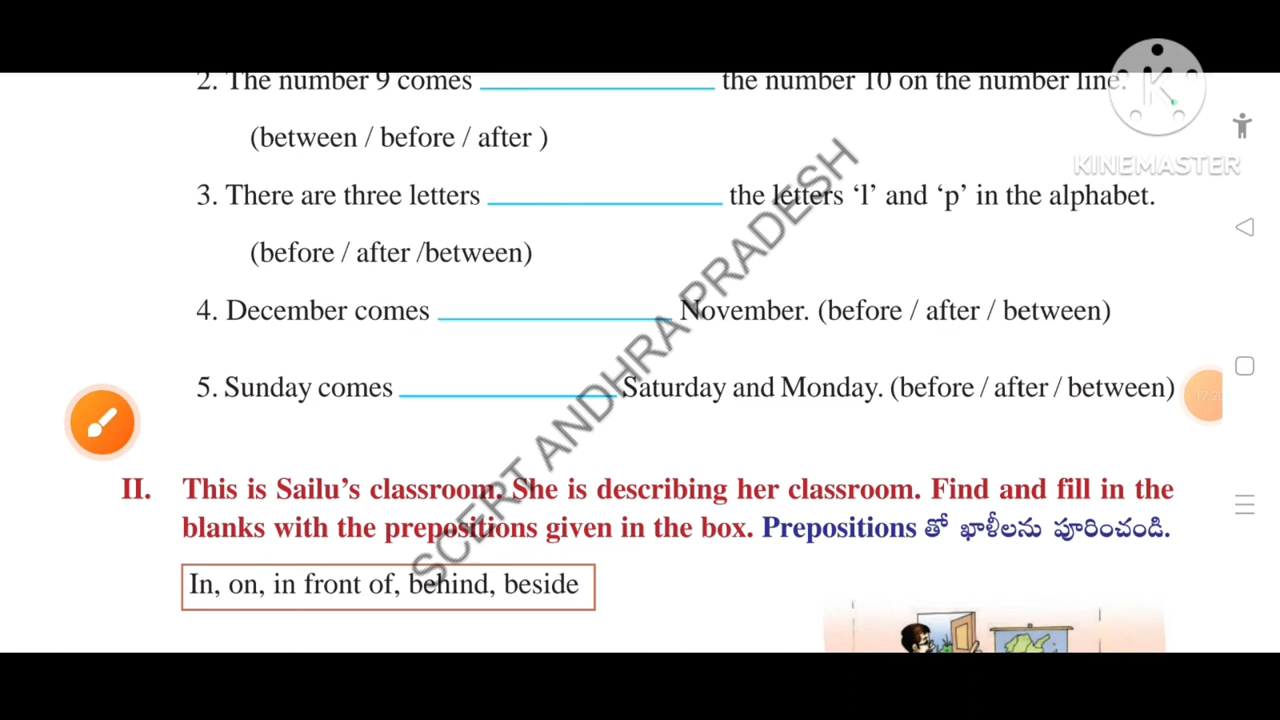 2. The number 9 comes the number 10 on the number line.
(between / before / after )
3. There are three letters the letters ‘l’ and ‘p’ in the alphabet.
(before / after /between)
4. December comes November. (before / after / between)
5. Sunday comes Saturday and Monday. (before / after / between)
II. This is Sailu’s classroom. She is describing her classroom. Find and fill in the
blanks with the prepositions given in the box. Prepositions తో ఖాళీలను పూరించండి.
In, on, in front of, behind, beside
SCERT ANDHRA PRADESH
KINEMASTER